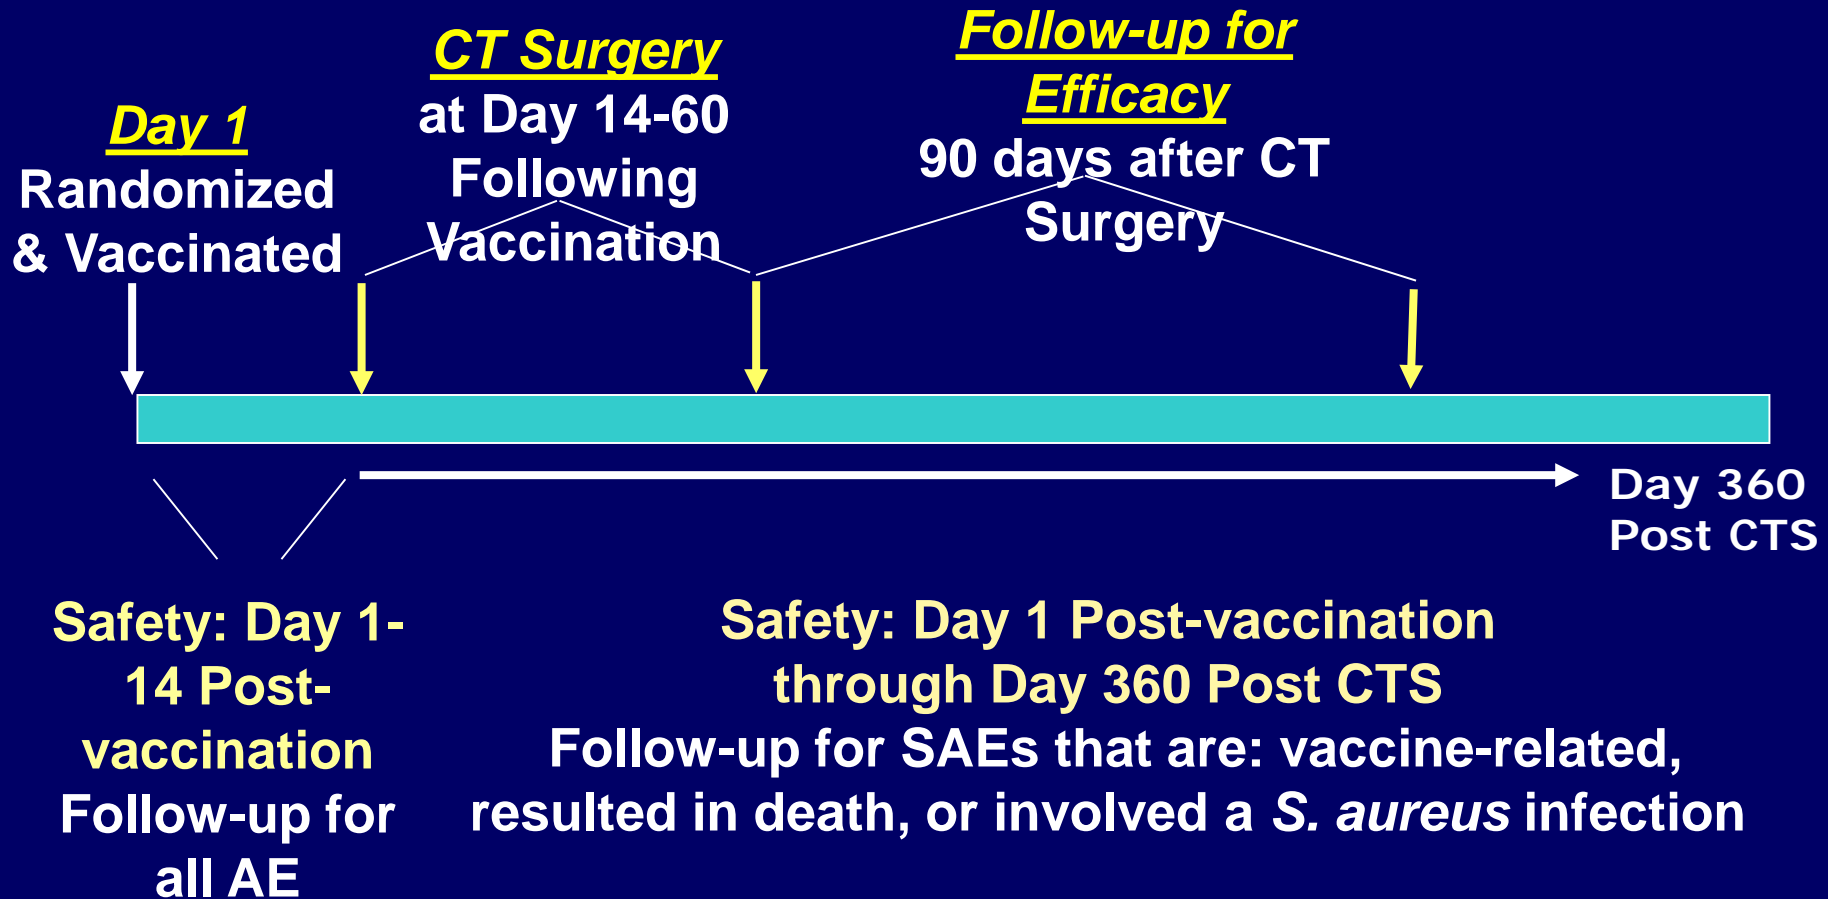 Day 1
Randomized
& Vaccinated
CT Surgery
at Day 14-60
Following
Vaccination
Follow-up for
Efficacy
90 days after CT
Surgery
Day 360
Post CTS
Safety: Day 1-
14 Post-
vaccination
Follow-up for
all AE
Safety: Day 1 Post-vaccination
through Day 360 Post CTS
Follow-up for SAEs that are: vaccine-related,
resulted in death, or involved a S. aureus infection